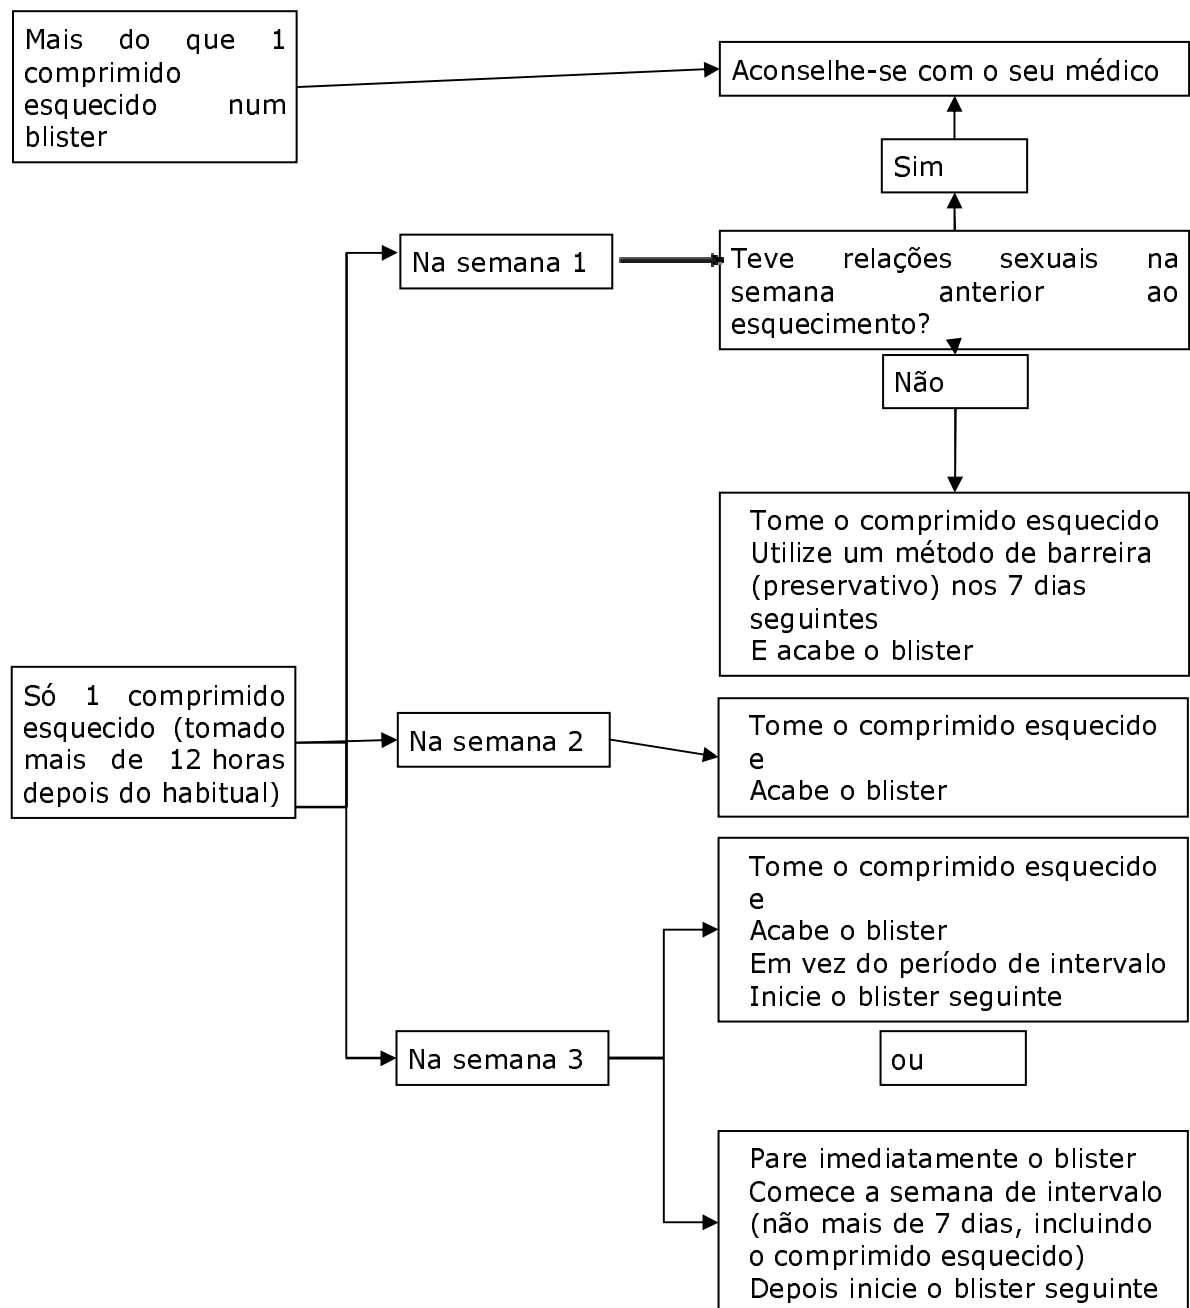 Mais do que 1
comprimido
esquecido num
blister
Aconselhe-se com o seu médico
Sim
Na semana 1
Teve relações sexuais na
semana anterior ao
esquecimento?
Não
Tome o comprimido esquecido
Utilize um método de barreira
(preservativo) nos 7 dias
seguintes
E acabe o blister
Só 1 comprimido
esquecido (tomado
mais de 12 horas
depois do habitual)
Na semana 2
Tome o comprimido esquecido
e
Acabe o blister
Tome o comprimido esquecido
e
Acabe o blister
Em vez do período de intervalo
Inicie o blister seguinte
Na semana 3
ou
Pare imediatamente o blister
Comece a semana de intervalo
(não mais de 7 dias, incluindo
o comprimido esquecido)
Depois inicie o blister seguinte